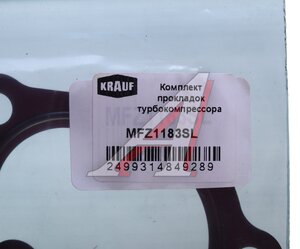 KRAUF
Комплект
прокладок
турбокомпрессора
MFZ1183SL
2499314849289